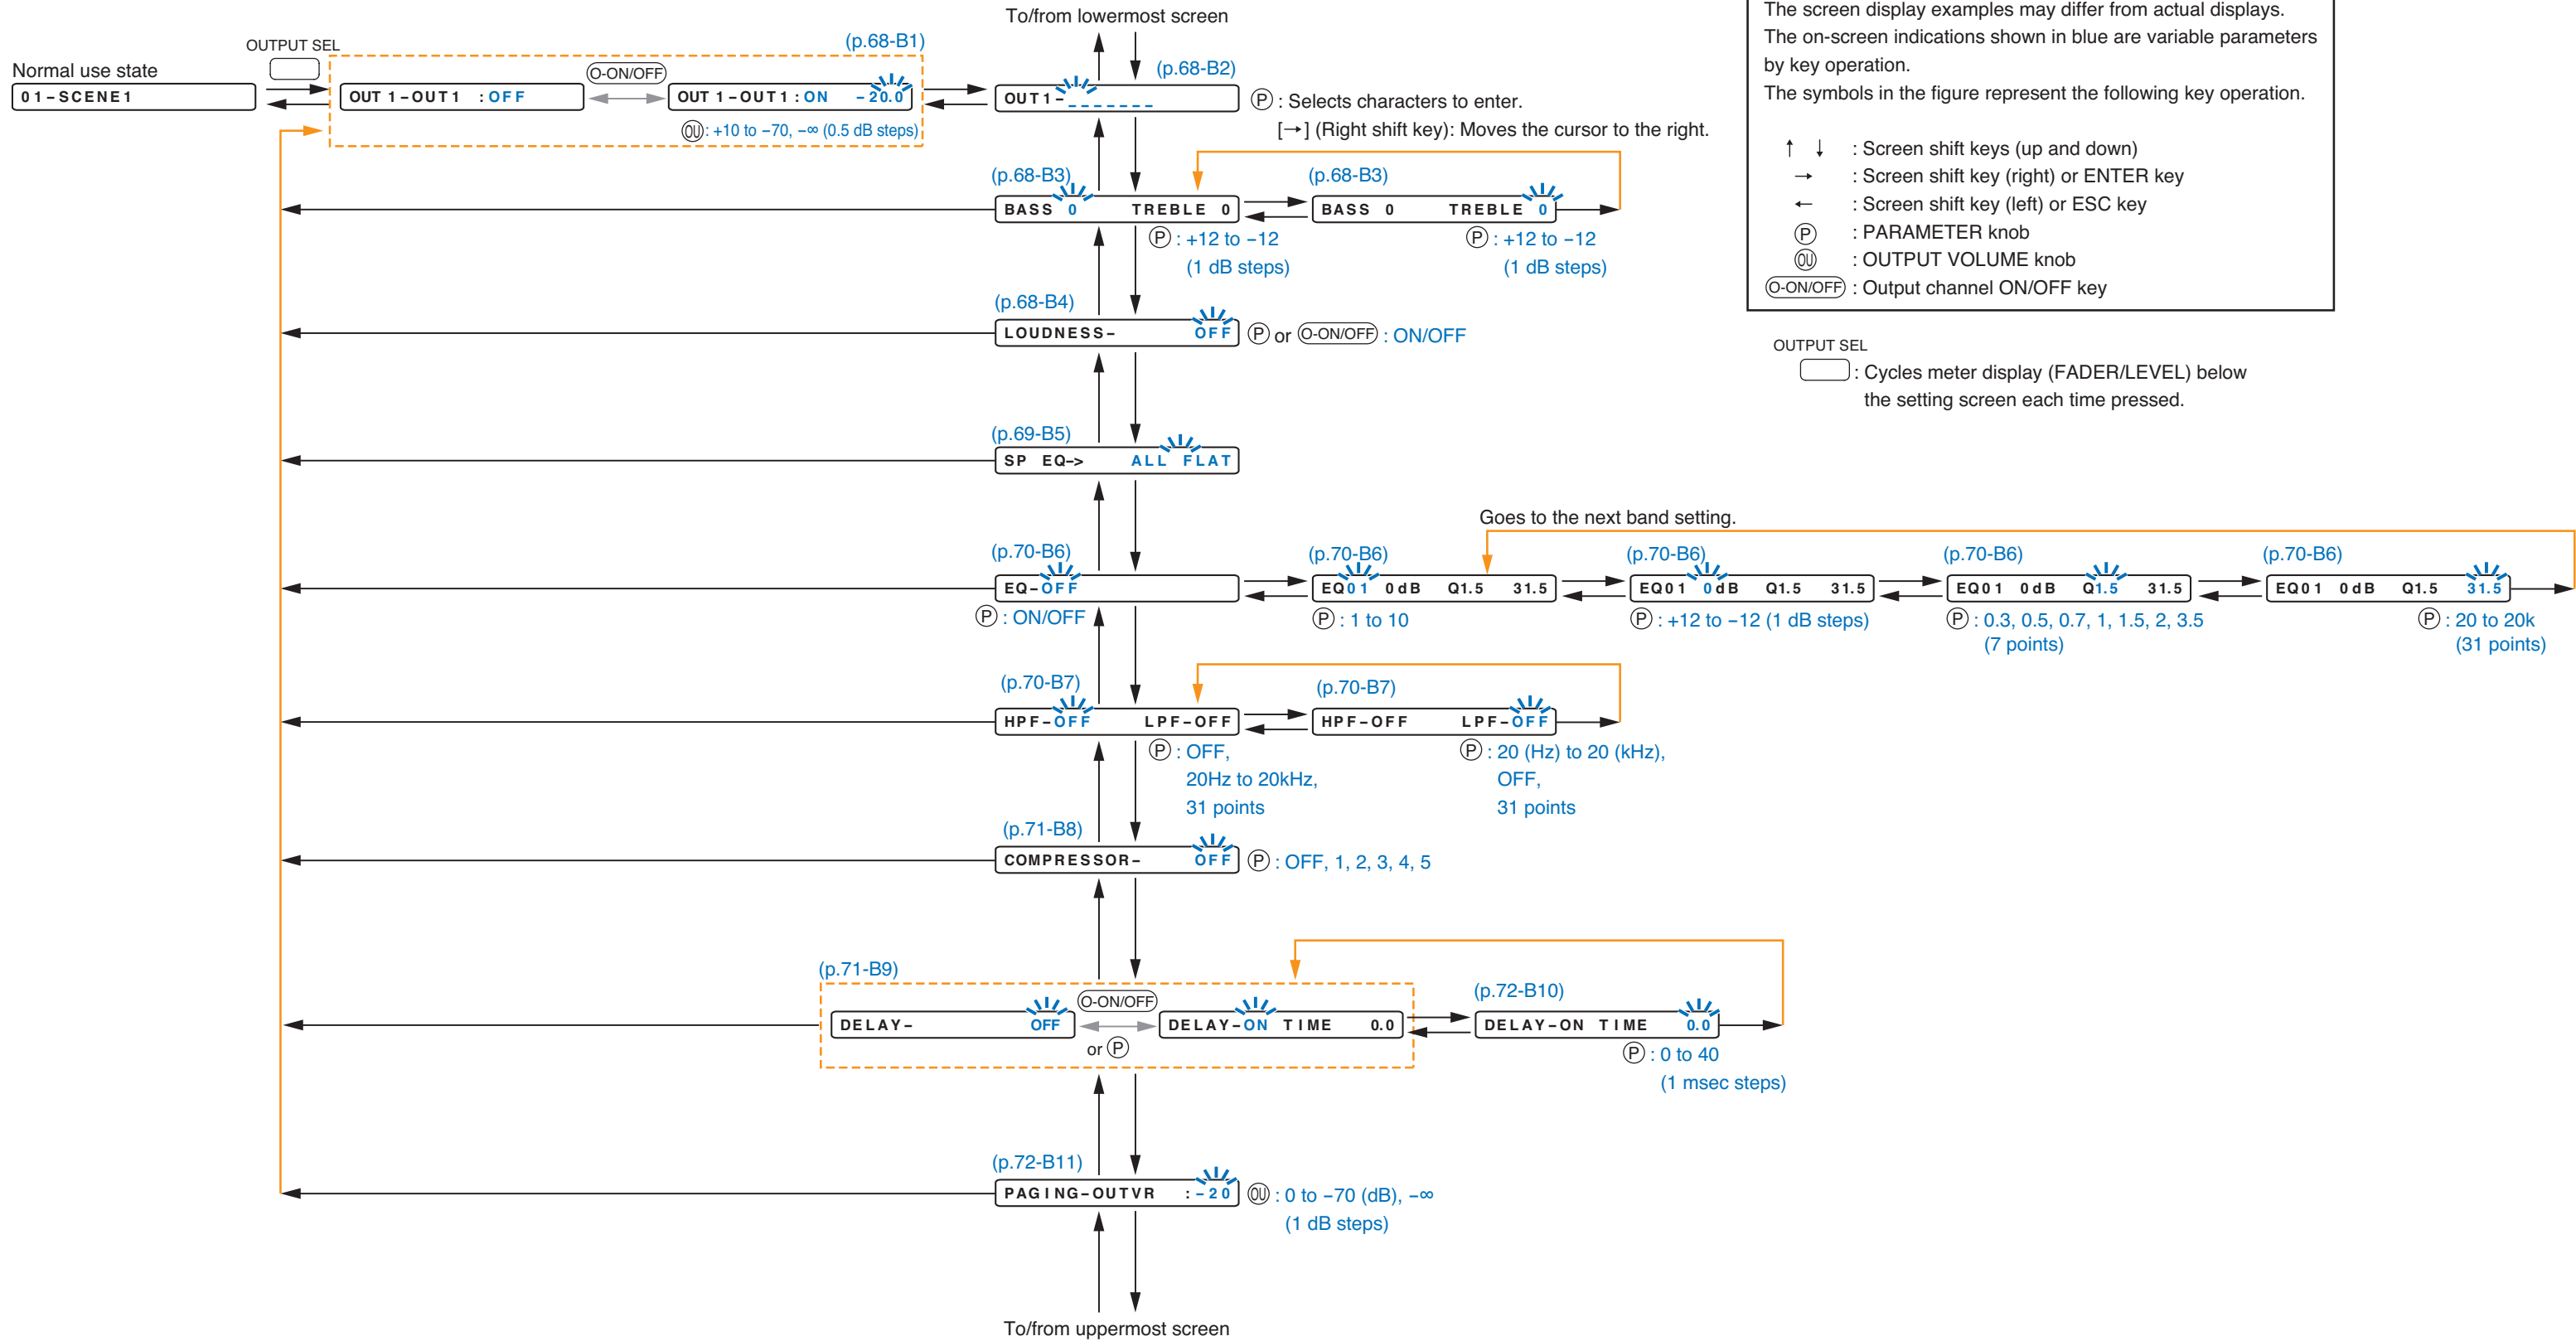 To/from lowermost screen
The screen display examples may differ from actual displays.
The on-screen indications shown in blue are variable parameters
by key operation.
The symbols in the figure represent the following key operation.
↑ ↓ : Screen shift keys (up and down)
→ : Screen shift key (right) or ENTER key
← : Screen shift key (left) or ESC key
Ⓟ : PARAMETER knob
OU : OUTPUT VOLUME knob
O-ON/OFF : Output channel ON/OFF key
OUTPUT SEL
: Cycles meter display (FADER/LEVEL) below
the setting screen each time pressed.
Normal use state
01–SCENE1
OUTPUT SEL
(p.68-B1)
OUT 1–OUT1 :OFF
O-ON/OFF
OUT 1–OUT1:ON –20.0
OU: +10 to −70, −∞ (0.5 dB steps)
(p.68-B2)
OUT1–_ _ _ _ _ _ _
Ⓟ : Selects characters to enter.
[→] (Right shift key): Moves the cursor to the right.
(p.68-B3)
BASS 0 TREBLE 0
Ⓟ : +12 to −12
(1 dB steps)
(p.68-B3)
BASS 0 TREBLE 0
Ⓟ : +12 to −12
(1 dB steps)
(p.68-B4)
LOUDNESS– OFF
Ⓟ or O-ON/OFF : ON/OFF
(p.69-B5)
SP EQ–> ALL FLAT
Goes to the next band setting.
(p.70-B6)
EQ–OFF
Ⓟ : ON/OFF
(p.70-B6)
EQ01 0dB Q1.5 31.5
Ⓟ : 1 to 10
(p.70-B6)
EQ01 0dB Q1.5 31.5
Ⓟ : +12 to −12 (1 dB steps)
(p.70-B6)
EQ01 0dB Q1.5 31.5
Ⓟ : 0.3, 0.5, 0.7, 1, 1.5, 2, 3.5
(7 points)
(p.70-B6)
EQ01 0dB Q1.5 31.5
Ⓟ : 20 to 20k
(31 points)
(p.70-B7)
HPF–OFF LPF–OFF
Ⓟ : OFF,
20Hz to 20kHz,
31 points
(p.70-B7)
HPF–OFF LPF–OFF
Ⓟ : 20 (Hz) to 20 (kHz),
OFF,
31 points
(p.71-B8)
COMPRESSOR– OFF
Ⓟ : OFF, 1, 2, 3, 4, 5
(p.71-B9)
DELAY– OFF
O-ON/OFF
or Ⓟ
DELAY–ON TIME 0.0
(p.72-B10)
DELAY–ON TIME 0.0
Ⓟ : 0 to 40
(1 msec steps)
(p.72-B11)
PAGING–OUTVR :–20
OU : 0 to −70 (dB), −∞
(1 dB steps)
To/from uppermost screen